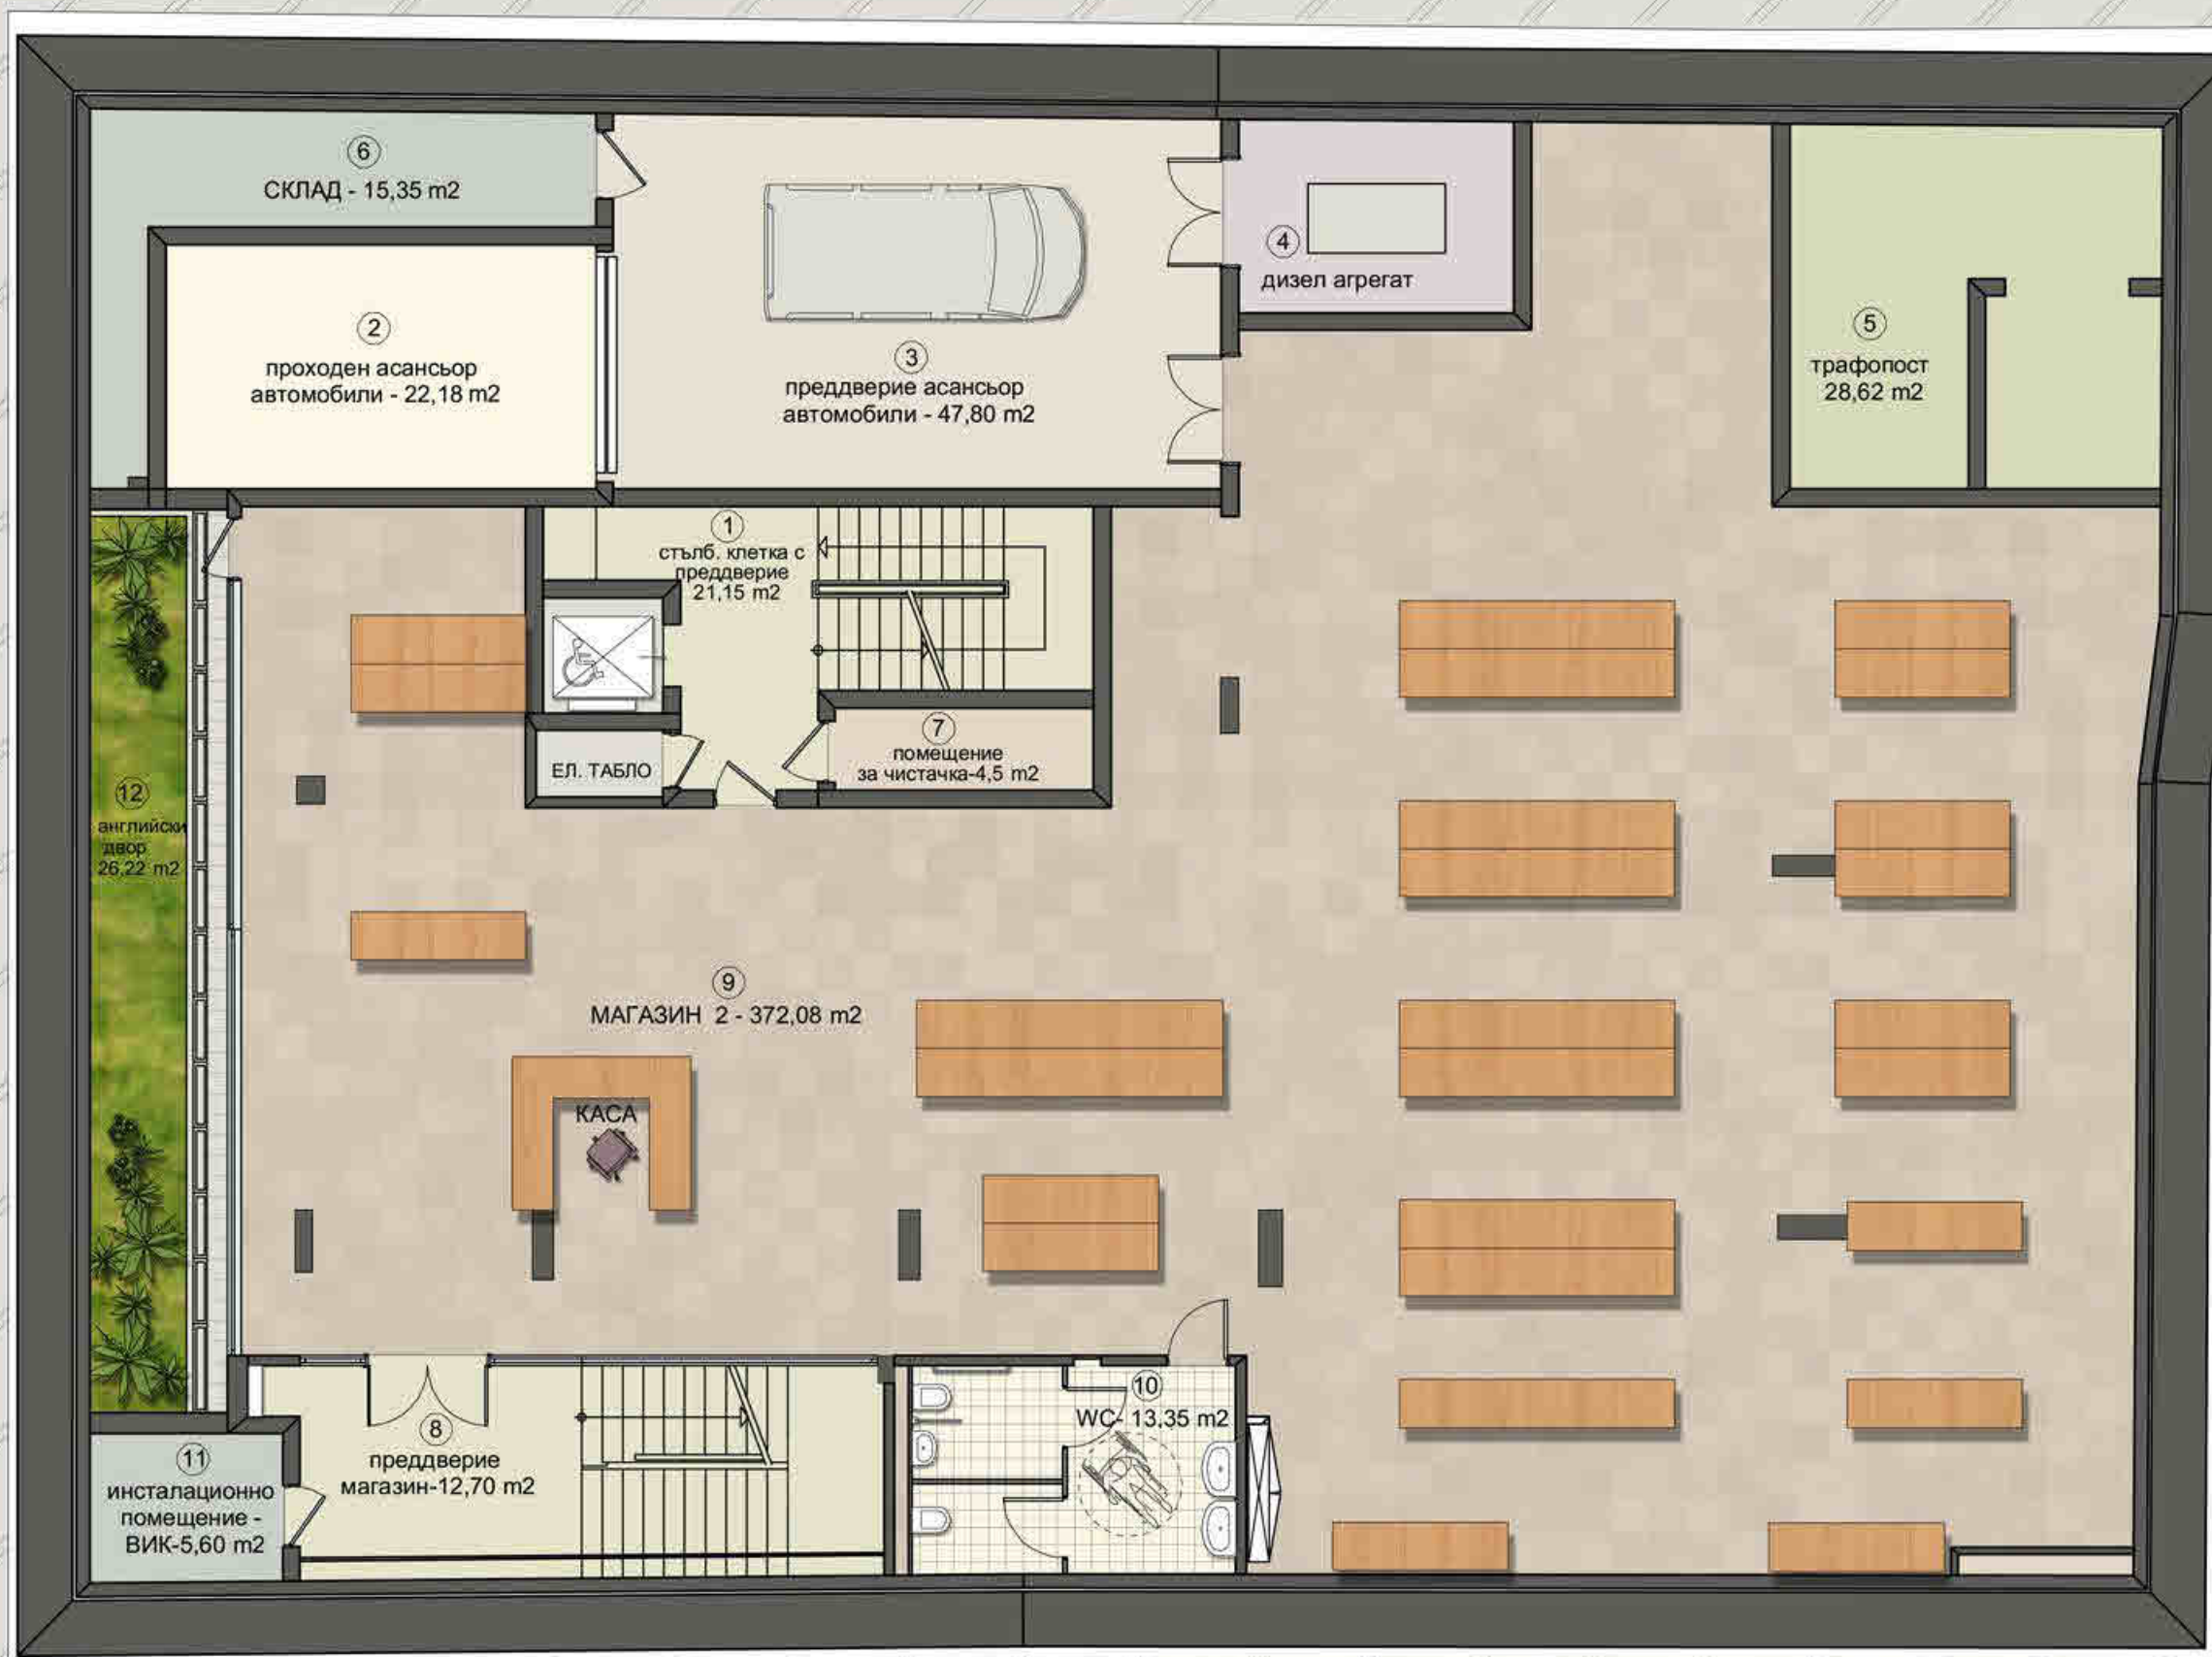 6
СКЛАД - 15,35 m2
2
проходен асансьор
автомобили - 22,18 m2
3
преддверие асансьор
автомобили - 47,80 m2
4
дизел агрегат
5
трафопост
28,62 m2
1
стълб. клетка с
преддверие
21,15 m2
7
помещение
за чистачка-4,5 m2
ЕЛ. ТАБЛО
12
английски
двор
26,22 m2
9
МАГАЗИН 2 - 372,08 m2
КАСА
8
преддверие
магазин-12,70 m2
10
WC- 13,35 m2
11
инсталационно
помещение -
ВИК-5,60 m2